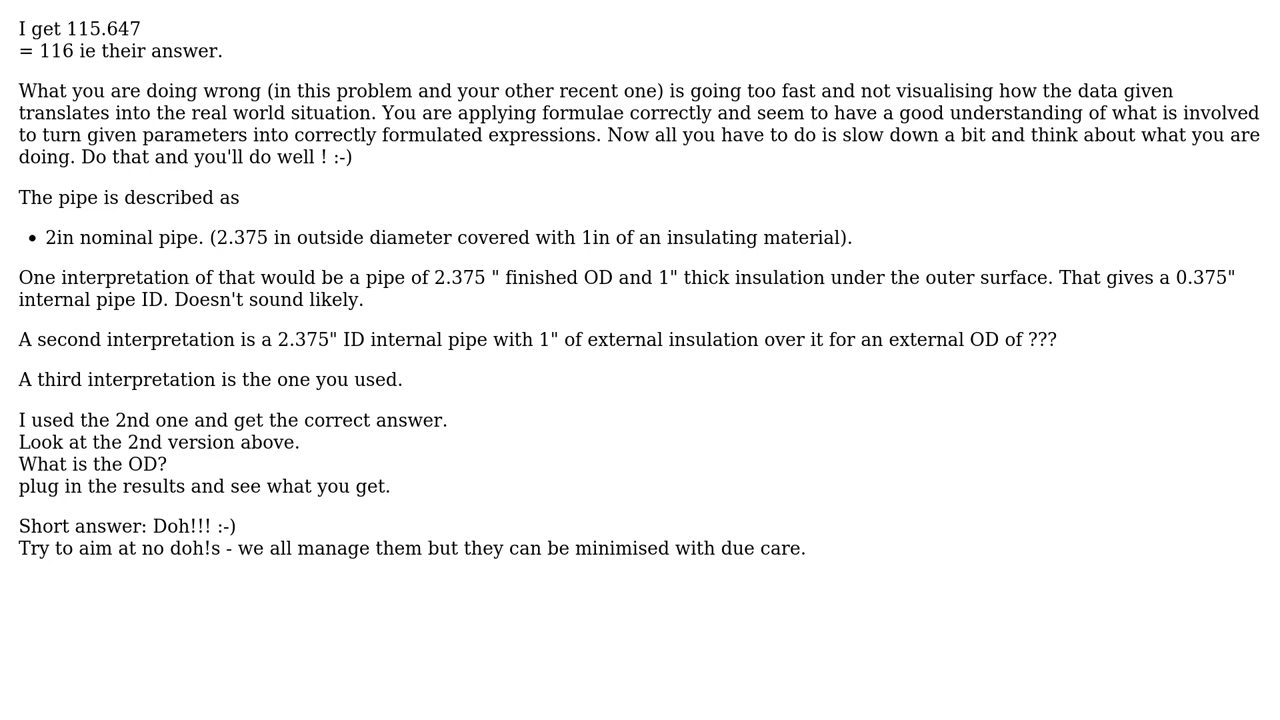 I get 115.647
= 116 ie their answer.
What you are doing wrong (in this problem and your other recent one) is going too fast and not visualising how the data given
translates into the real world situation. You are applying formulae correctly and seem to have a good understanding of what is involved
to turn given parameters into correctly formulated expressions. Now all you have to do is slow down a bit and think about what you are
doing. Do that and you'll do well ! :-)
The pipe is described as
• 2in nominal pipe. (2.375 in outside diameter covered with 1in of an insulating material).
One interpretation of that would be a pipe of 2.375 " finished OD and 1" thick insulation under the outer surface. That gives a 0.375"
internal pipe ID. Doesn't sound likely.
A second interpretation is a 2.375" ID internal pipe with 1" of external insulation over it for an external OD of ???
A third interpretation is the one you used.
I used the 2nd one and get the correct answer.
Look at the 2nd version above.
What is the OD?
plug in the results and see what you get.
Short answer: Doh!!! :-)
Try to aim at no doh!s - we all manage them but they can be minimised with due care.